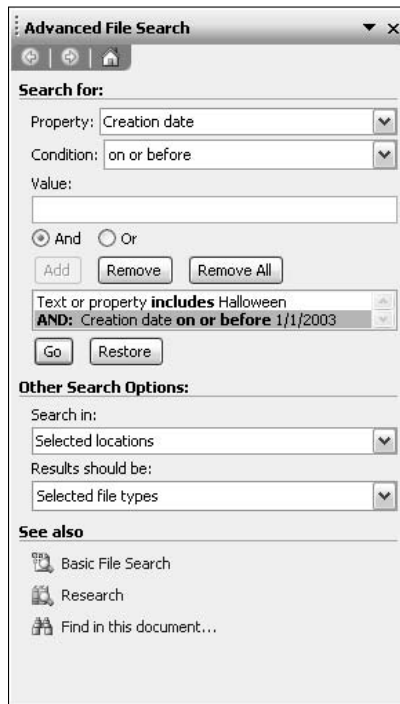 Advanced File Search
Search for:
Property: Creation date
Condition: on or before
Value:
And Or
Add Remove Remove All
Text or property includes Halloween
AND: Creation date on or before 1/1/2003
Go Restore
Other Search Options:
Search in:
Selected locations
Results should be:
Selected file types
See also
Basic File Search
Research
Find in this document...